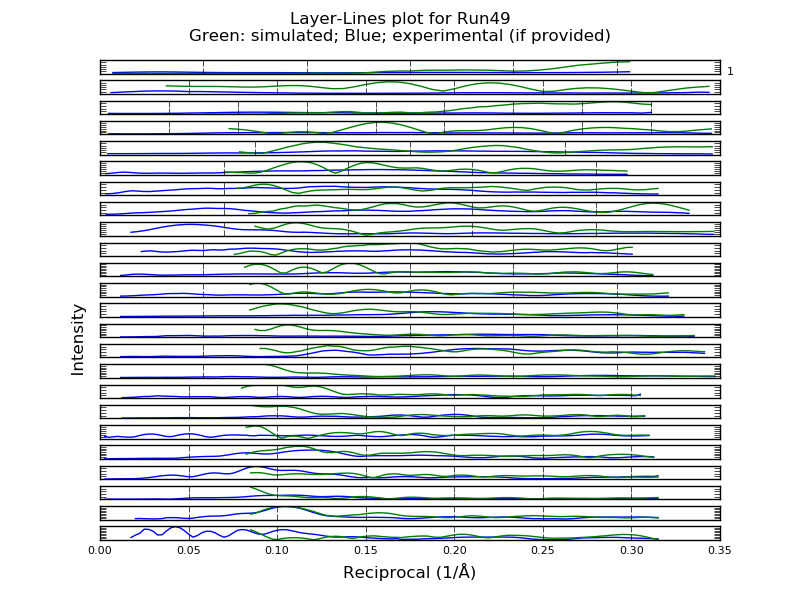 Layer-Lines plot for Run49
Green: simulated; Blue; experimental (if provided)
1
Intensity
0.00 0.05 0.10 0.15 0.20 0.25 0.30 0.35
Reciprocal (1/Å)